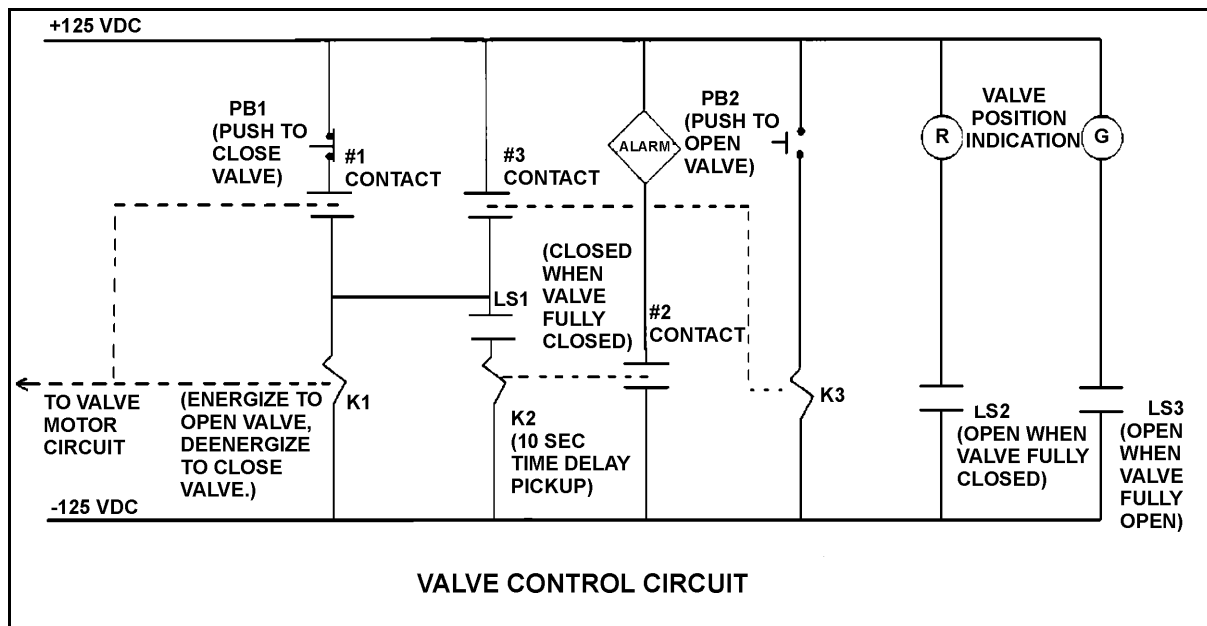 +125 VDC
PB1
(PUSH TO
CLOSE
VALVE)
#1
CONTACT
#3
CONTACT
ALARM
PB2
(PUSH TO
OPEN
VALVE)
R
VALVE
POSITION
INDICATION
G
LS1
(CLOSED
WHEN
VALVE
FULLY
CLOSED)
#2
CONTACT
TO VALVE
MOTOR
CIRCUIT
(ENERGIZE TO
OPEN VALVE,
DEENERGIZE
TO CLOSE
VALVE.)
K1
K2
(10 SEC
TIME DELAY
PICKUP)
K3
LS2
(OPEN WHEN
VALVE FULLY
CLOSED)
LS3
(OPEN
WHEN
VALVE
FULLY
OPEN)
-125 VDC
VALVE CONTROL CIRCUIT